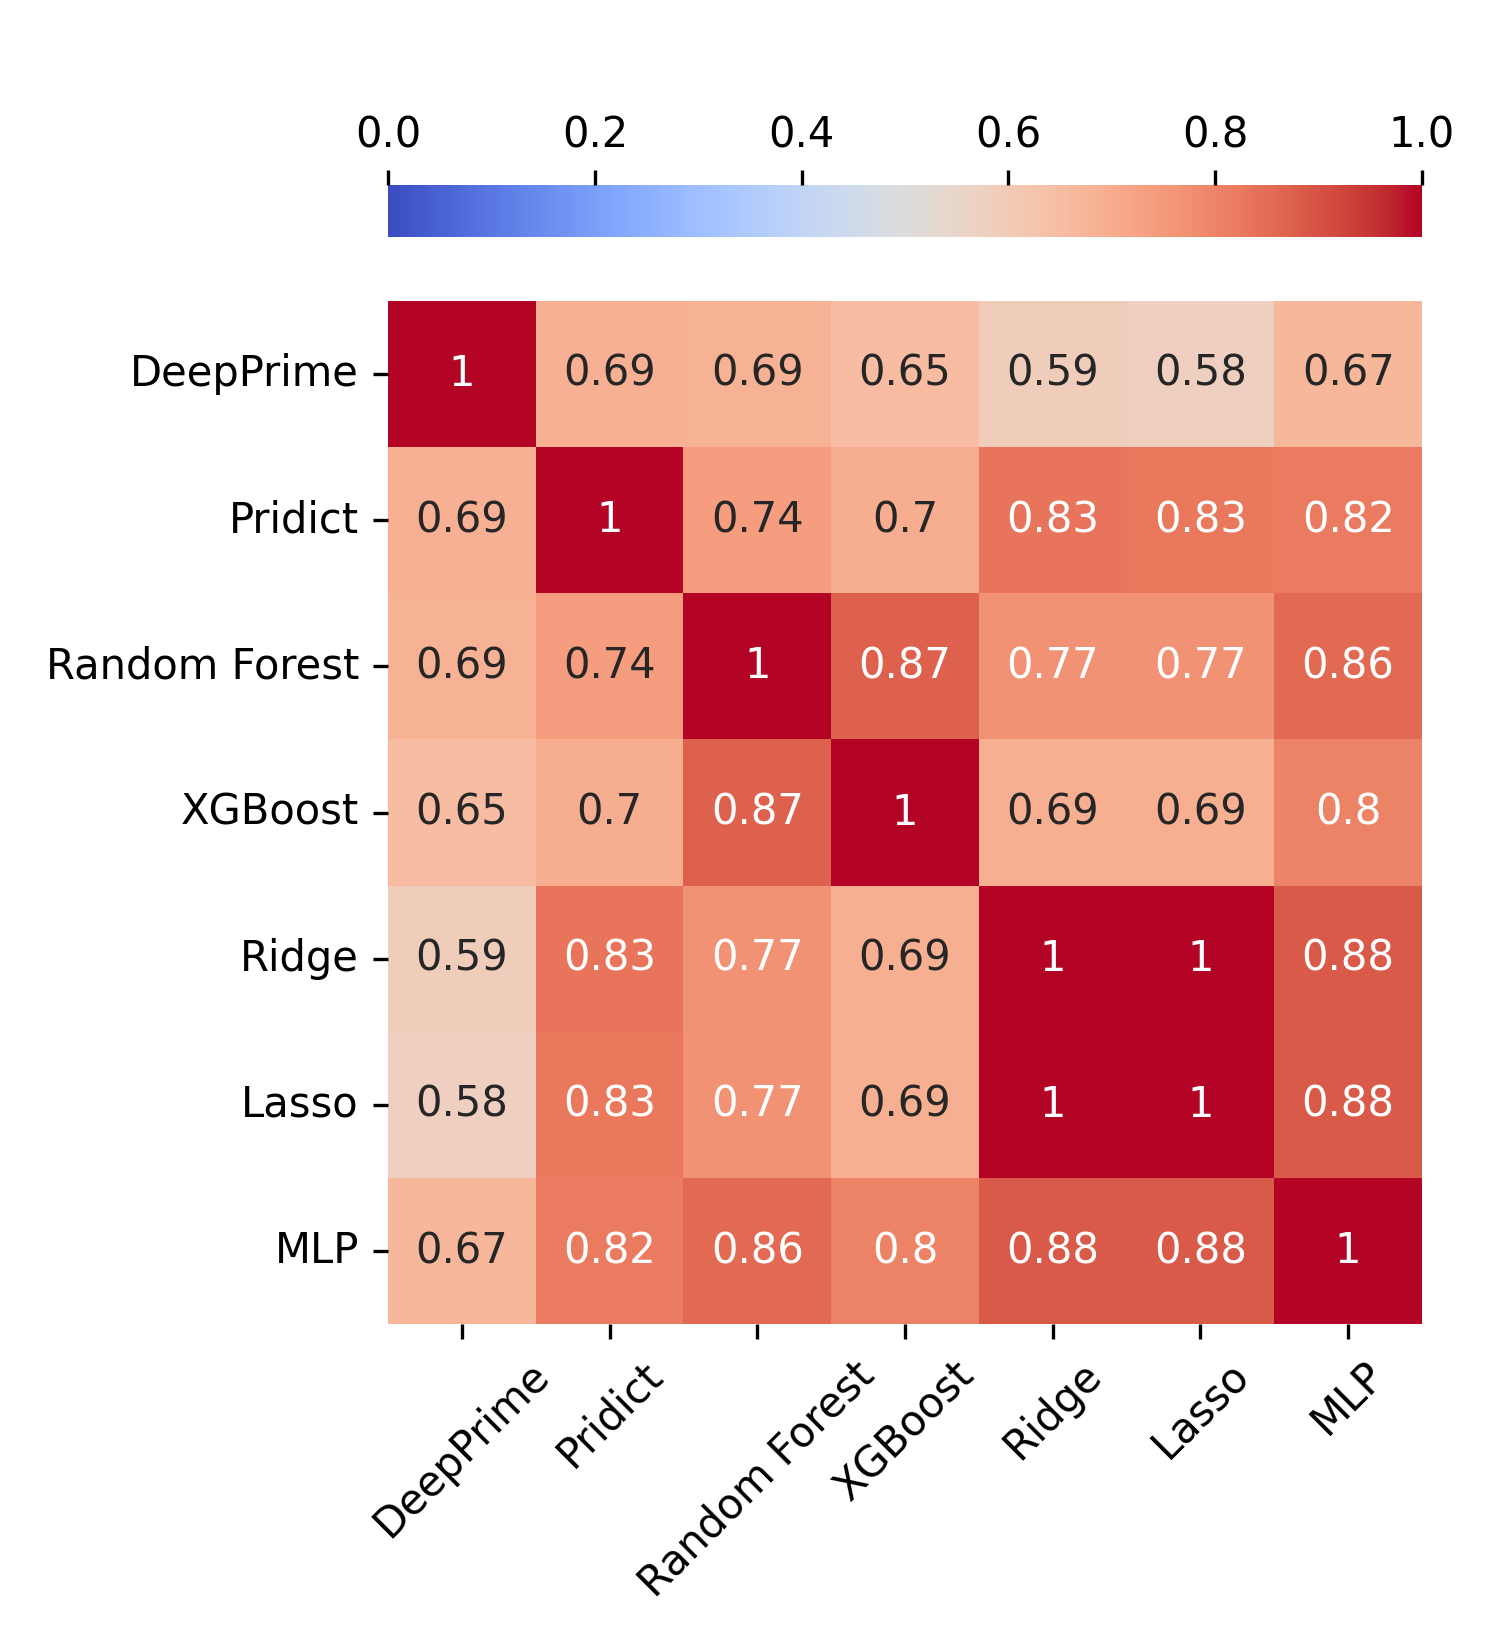 0.0 0.2 0.4 0.6 0.8 1.0
DeepPrime 1 0.69 0.69 0.65 0.59 0.58 0.67
Pridict 0.69 1 0.74 0.7 0.83 0.83 0.82
Random Forest 0.69 0.74 1 0.87 0.77 0.77 0.86
XGBoost 0.65 0.7 0.87 1 0.69 0.69 0.8
Ridge 0.59 0.83 0.77 0.69 1 1 0.88
Lasso 0.58 0.83 0.77 0.69 1 1 0.88
MLP 0.67 0.82 0.86 0.8 0.88 0.88 1
DeepPrime Pridict Random Forest XGBoost Ridge Lasso MLP